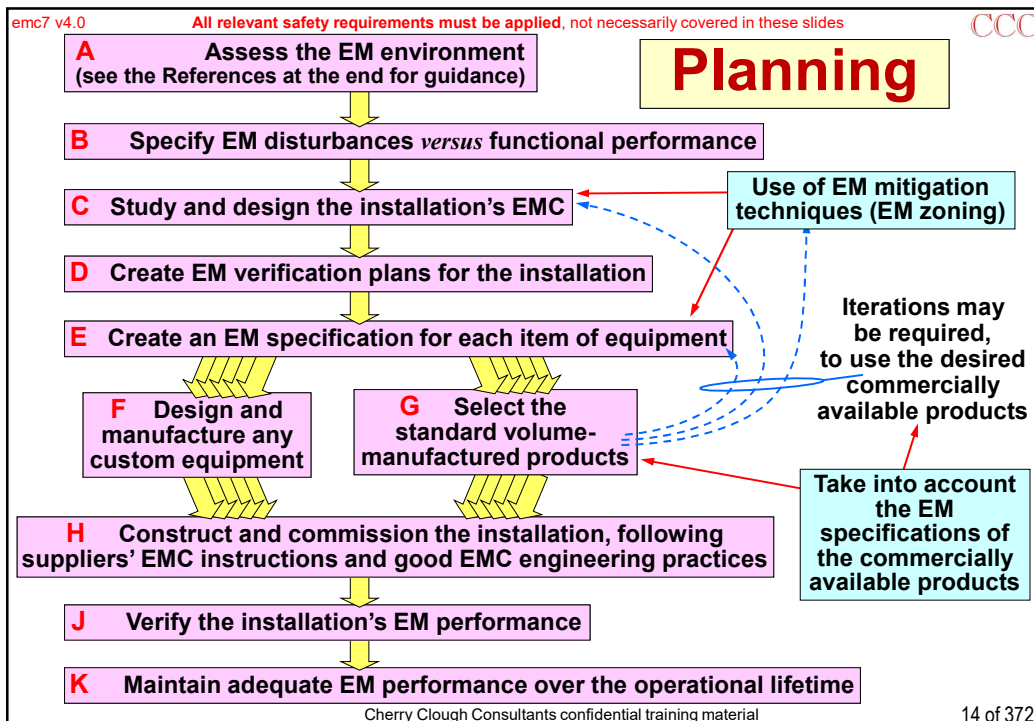 emc7 v4.0
All relevant safety requirements must be applied, not necessarily covered in these slides
CCC
A Assess the EM environment
(see the References at the end for guidance)
Planning
B Specify EM disturbances versus functional performance
C Study and design the installation's EMC
Use of EM mitigation
techniques (EM zoning)
D Create EM verification plans for the installation
E Create an EM specification for each item of equipment
Iterations may
be required,
to use the desired
commercially
available products
F Design and
manufacture any
custom equipment
G Select the
standard volume-
manufactured products
Take into account
the EM
specifications of
the commercially
available products
H Construct and commission the installation, following
suppliers' EMC instructions and good EMC engineering practices
J Verify the installation's EM performance
K Maintain adequate EM performance over the operational lifetime
Cherry Clough Consultants confidential training material
14 of 372